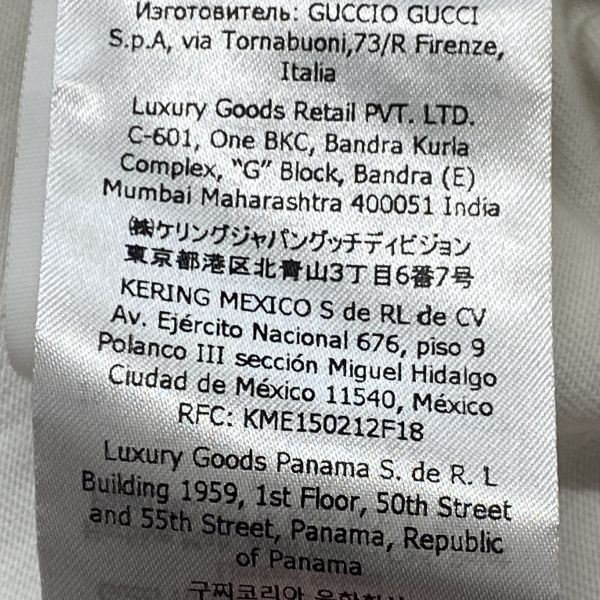 Изготовитель: GUCCIO GUCCI
S.p.A, via Tornabuoni,73/R Firenze,
Italia
Luxury Goods Retail PVT. LTD.
C-601, One BKC, Bandra Kurla
Complex, "G" Block, Bandra (E)
Mumbai Maharashtra 400051 India
㈱ケリングジャパングッチディビジョン
東京都港区北青山3丁目6番7号
KERING MEXICO S de RL de CV
Av. Ejército Nacional 676, piso 9
Polanco III sección Miguel Hidalgo
Ciudad de México 11540, México
RFC: KME150212F18
Luxury Goods Panama S. de R. L
Building 1959, 1st Floor, 50th Street
and 55th Street, Panama, Republic
of Panama
구찌코리아